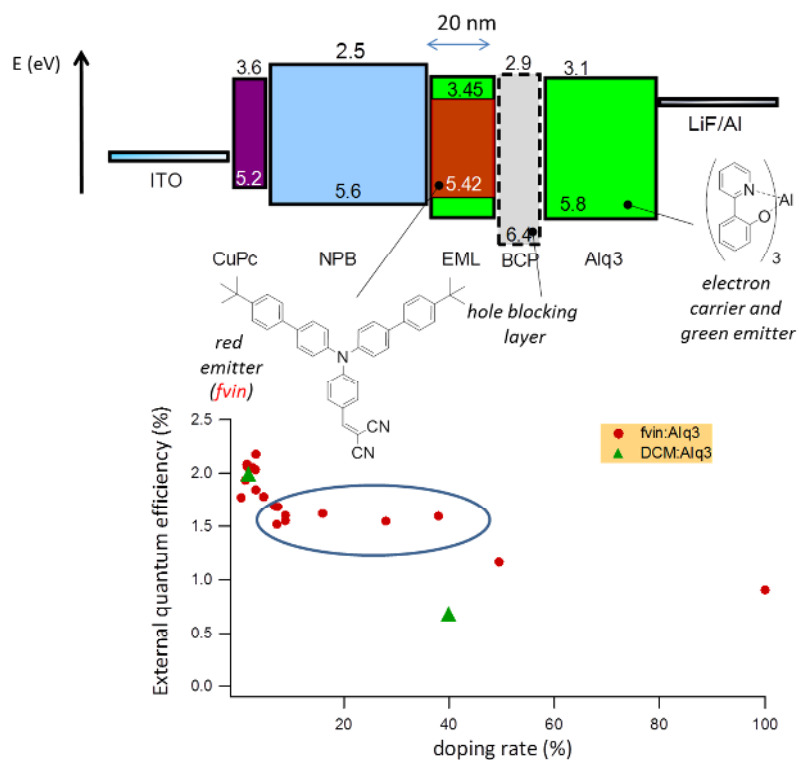 20 nm
E (eV)
3.6
2.5
3.45
2.9
3.1
LiF/Al
ITO
5.2
5.6
5.42
6.4
5.8
CuPc
NPB
EML
BCP
Alq3
N
Al
O
3
electron
carrier and
green emitter
hole blocking
layer
red
emitter
(fvin)
N
CN
CN
External quantum efficiency (%)
2.5
2.0
1.5
1.0
0.5
0.0
fvin:Alq3
DCM:Alq3
20
40
60
80
100
doping rate (%)